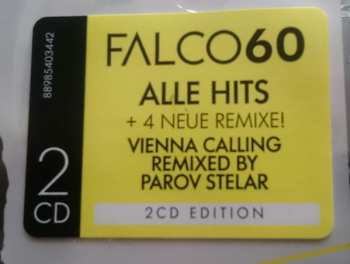 FALCO60
ALLE HITS
+ 4 NEUE REMIXE!
VIENNA CALLING
REMIXED BY
PAROV STELAR
2CD EDITION
2
CD
88985403442